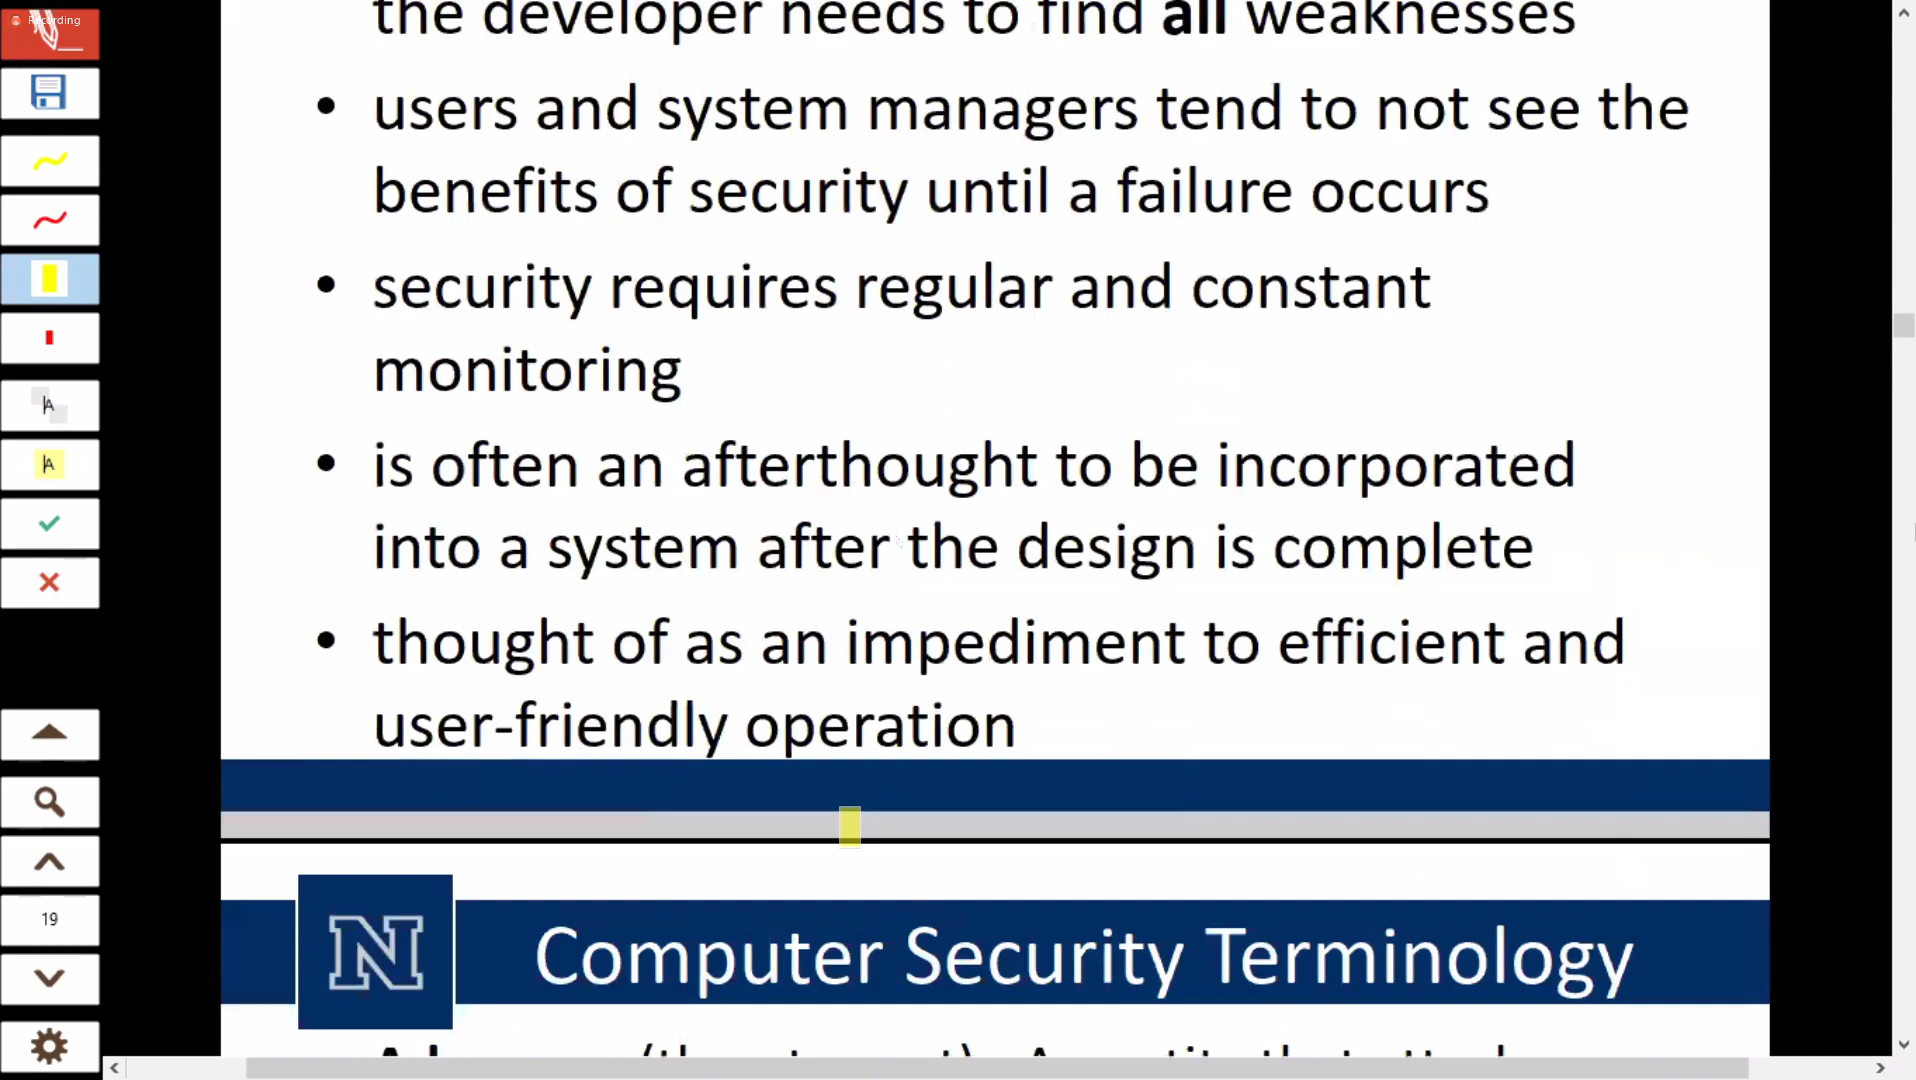 Recording
the developer needs to find all weaknesses
• users and system managers tend to not see the
benefits of security until a failure occurs
• security requires regular and constant
monitoring
• is often an afterthought to be incorporated
into a system after the design is complete
• thought of as an impediment to efficient and
user-friendly operation
19
N
Computer Security Terminology